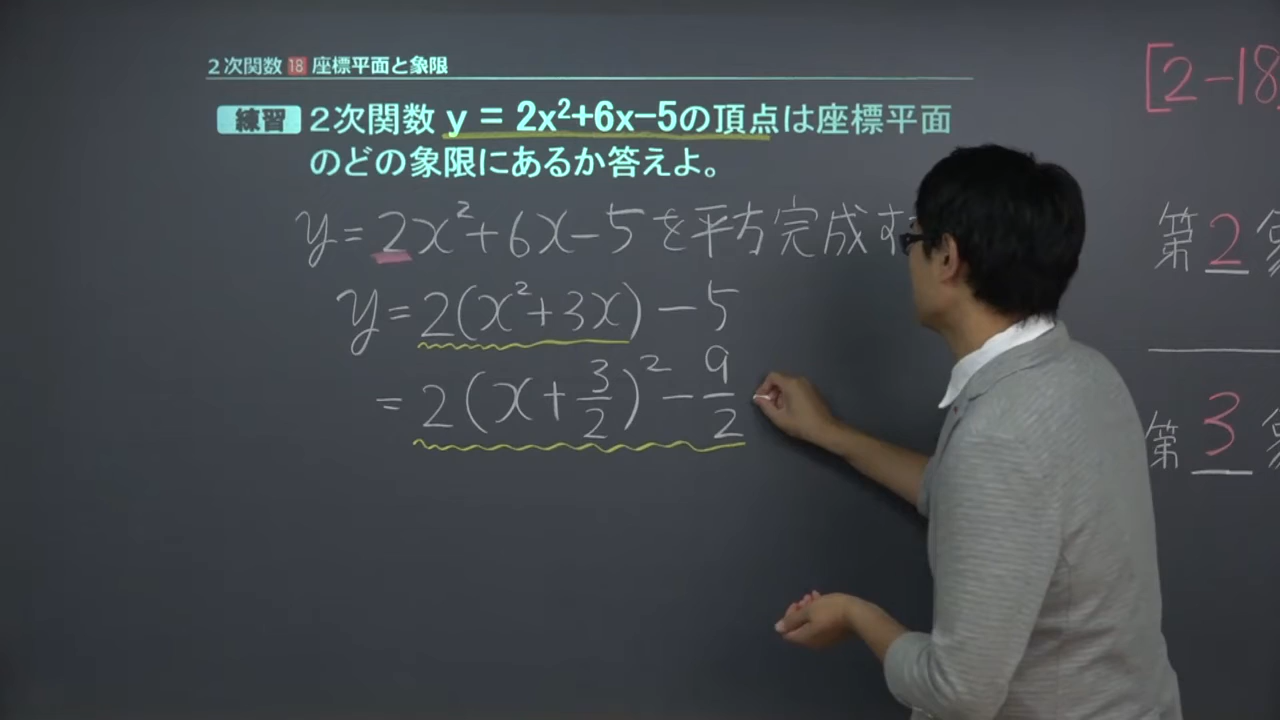 2次関数 18 座標平面と象限
練習 2次関数 y = 2x²+6x−5の頂点は座標平面
のどの象限にあるか答えよ。
y=2x²+6x−5を平方完成す
y=2(x²+3x)−5
=2(x+3/2)²−9/2
[2-18
第2象
第3象